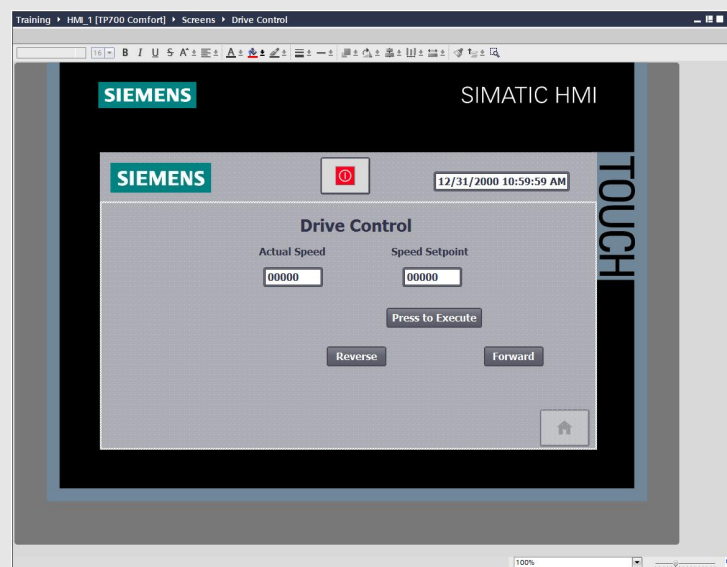 Training ▸ HMI_1 [TP700 Comfort] ▸ Screens ▸ Drive Control
16 B I U S A A
SIEMENS SIMATIC HMI
SIEMENS 12/31/2000 10:59:59 AM
TOUCH
Drive Control
Actual Speed Speed Setpoint
00000 00000
Press to Execute
Reverse Forward
100%